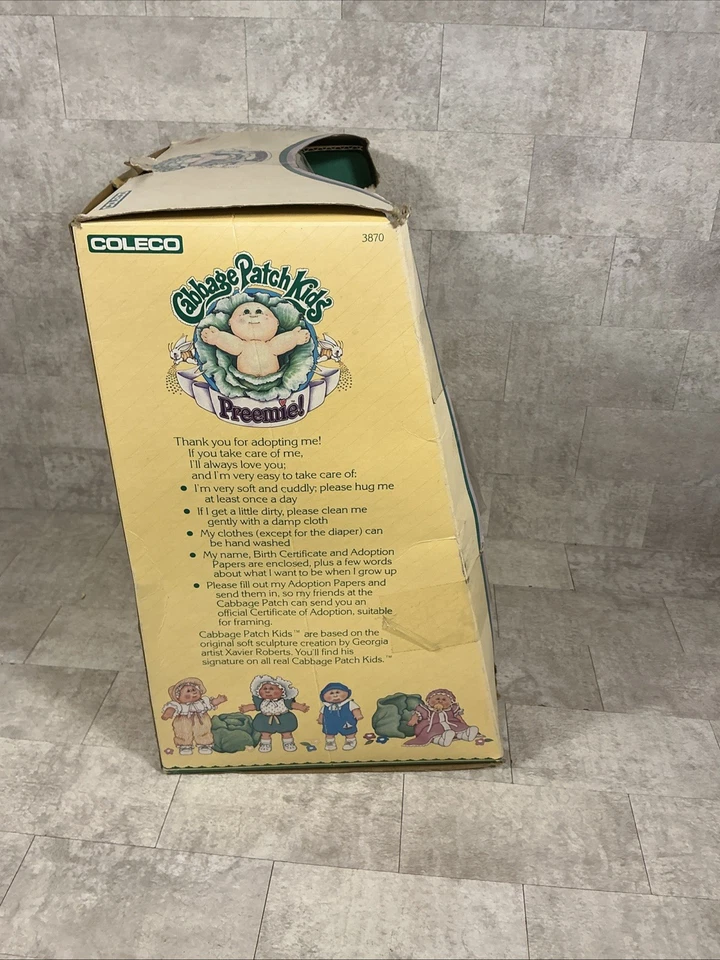 COLECO
3870
Cabbage Patch Kids
Preemie!
Thank you for adopting me!
If you take care of me,
I'll always love you;
and I'm very easy to take care of:
• I'm very soft and cuddly; please hug me
at least once a day
• If I get a little dirty, please clean me
gently with a damp cloth
• My clothes (except for the diaper) can
be hand washed
• My name, Birth Certificate and Adoption
Papers are enclosed, plus a few words
about what I want to be when I grow up
• Please fill out my Adoption Papers and
send them in, so my friends at the
Cabbage Patch can send you an
official Certificate of Adoption, suitable
for framing.
Cabbage Patch Kids™ are based on the
original soft sculpture creation by Georgia
artist Xavier Roberts. You'll find his
signature on all real Cabbage Patch Kids.™